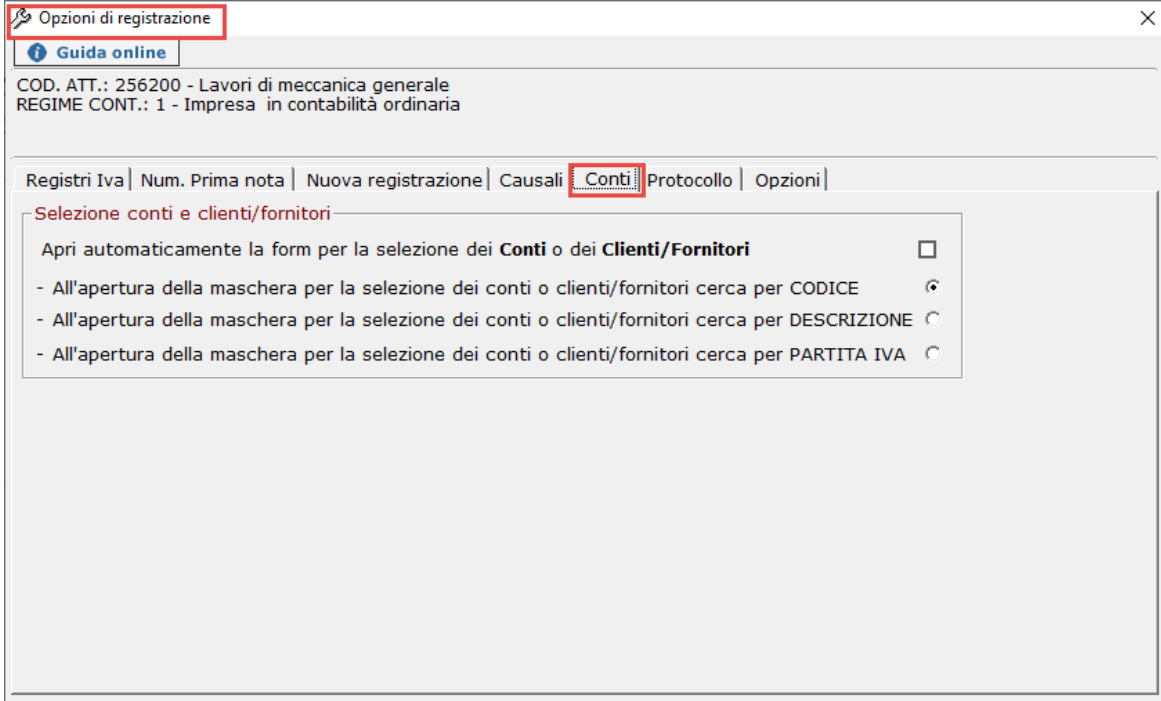 Opzioni di registrazione
Guida online
COD. ATT.: 256200 - Lavori di meccanica generale
REGIME CONT.: 1 - Impresa  in contabilità ordinaria
Registri Iva Num. Prima nota Nuova registrazione Causali Conti Protocollo Opzioni
Selezione conti e clienti/fornitori
Apri automaticamente la form per la selezione dei Conti o dei Clienti/Fornitori
- All'apertura della maschera per la selezione dei conti o clienti/fornitori cerca per CODICE
- All'apertura della maschera per la selezione dei conti o clienti/fornitori cerca per DESCRIZIONE
- All'apertura della maschera per la selezione dei conti o clienti/fornitori cerca per PARTITA IVA